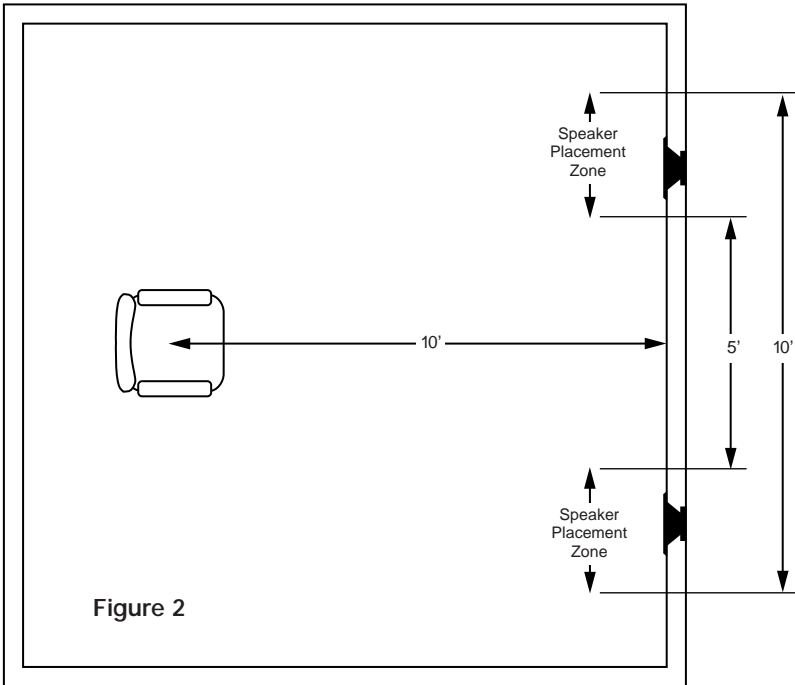 Speaker
Placement
Zone
10’
5’
10’
Speaker
Placement
Zone
Figure 2